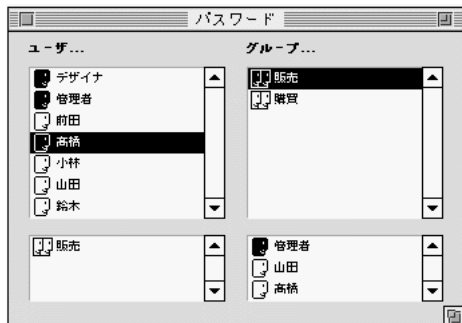 パスワード
ユーザ...
デザイナ
管理者
前田
高橋
小林
山田
鈴木
販売
グループ...
販売
購買
管理者
山田
高橋